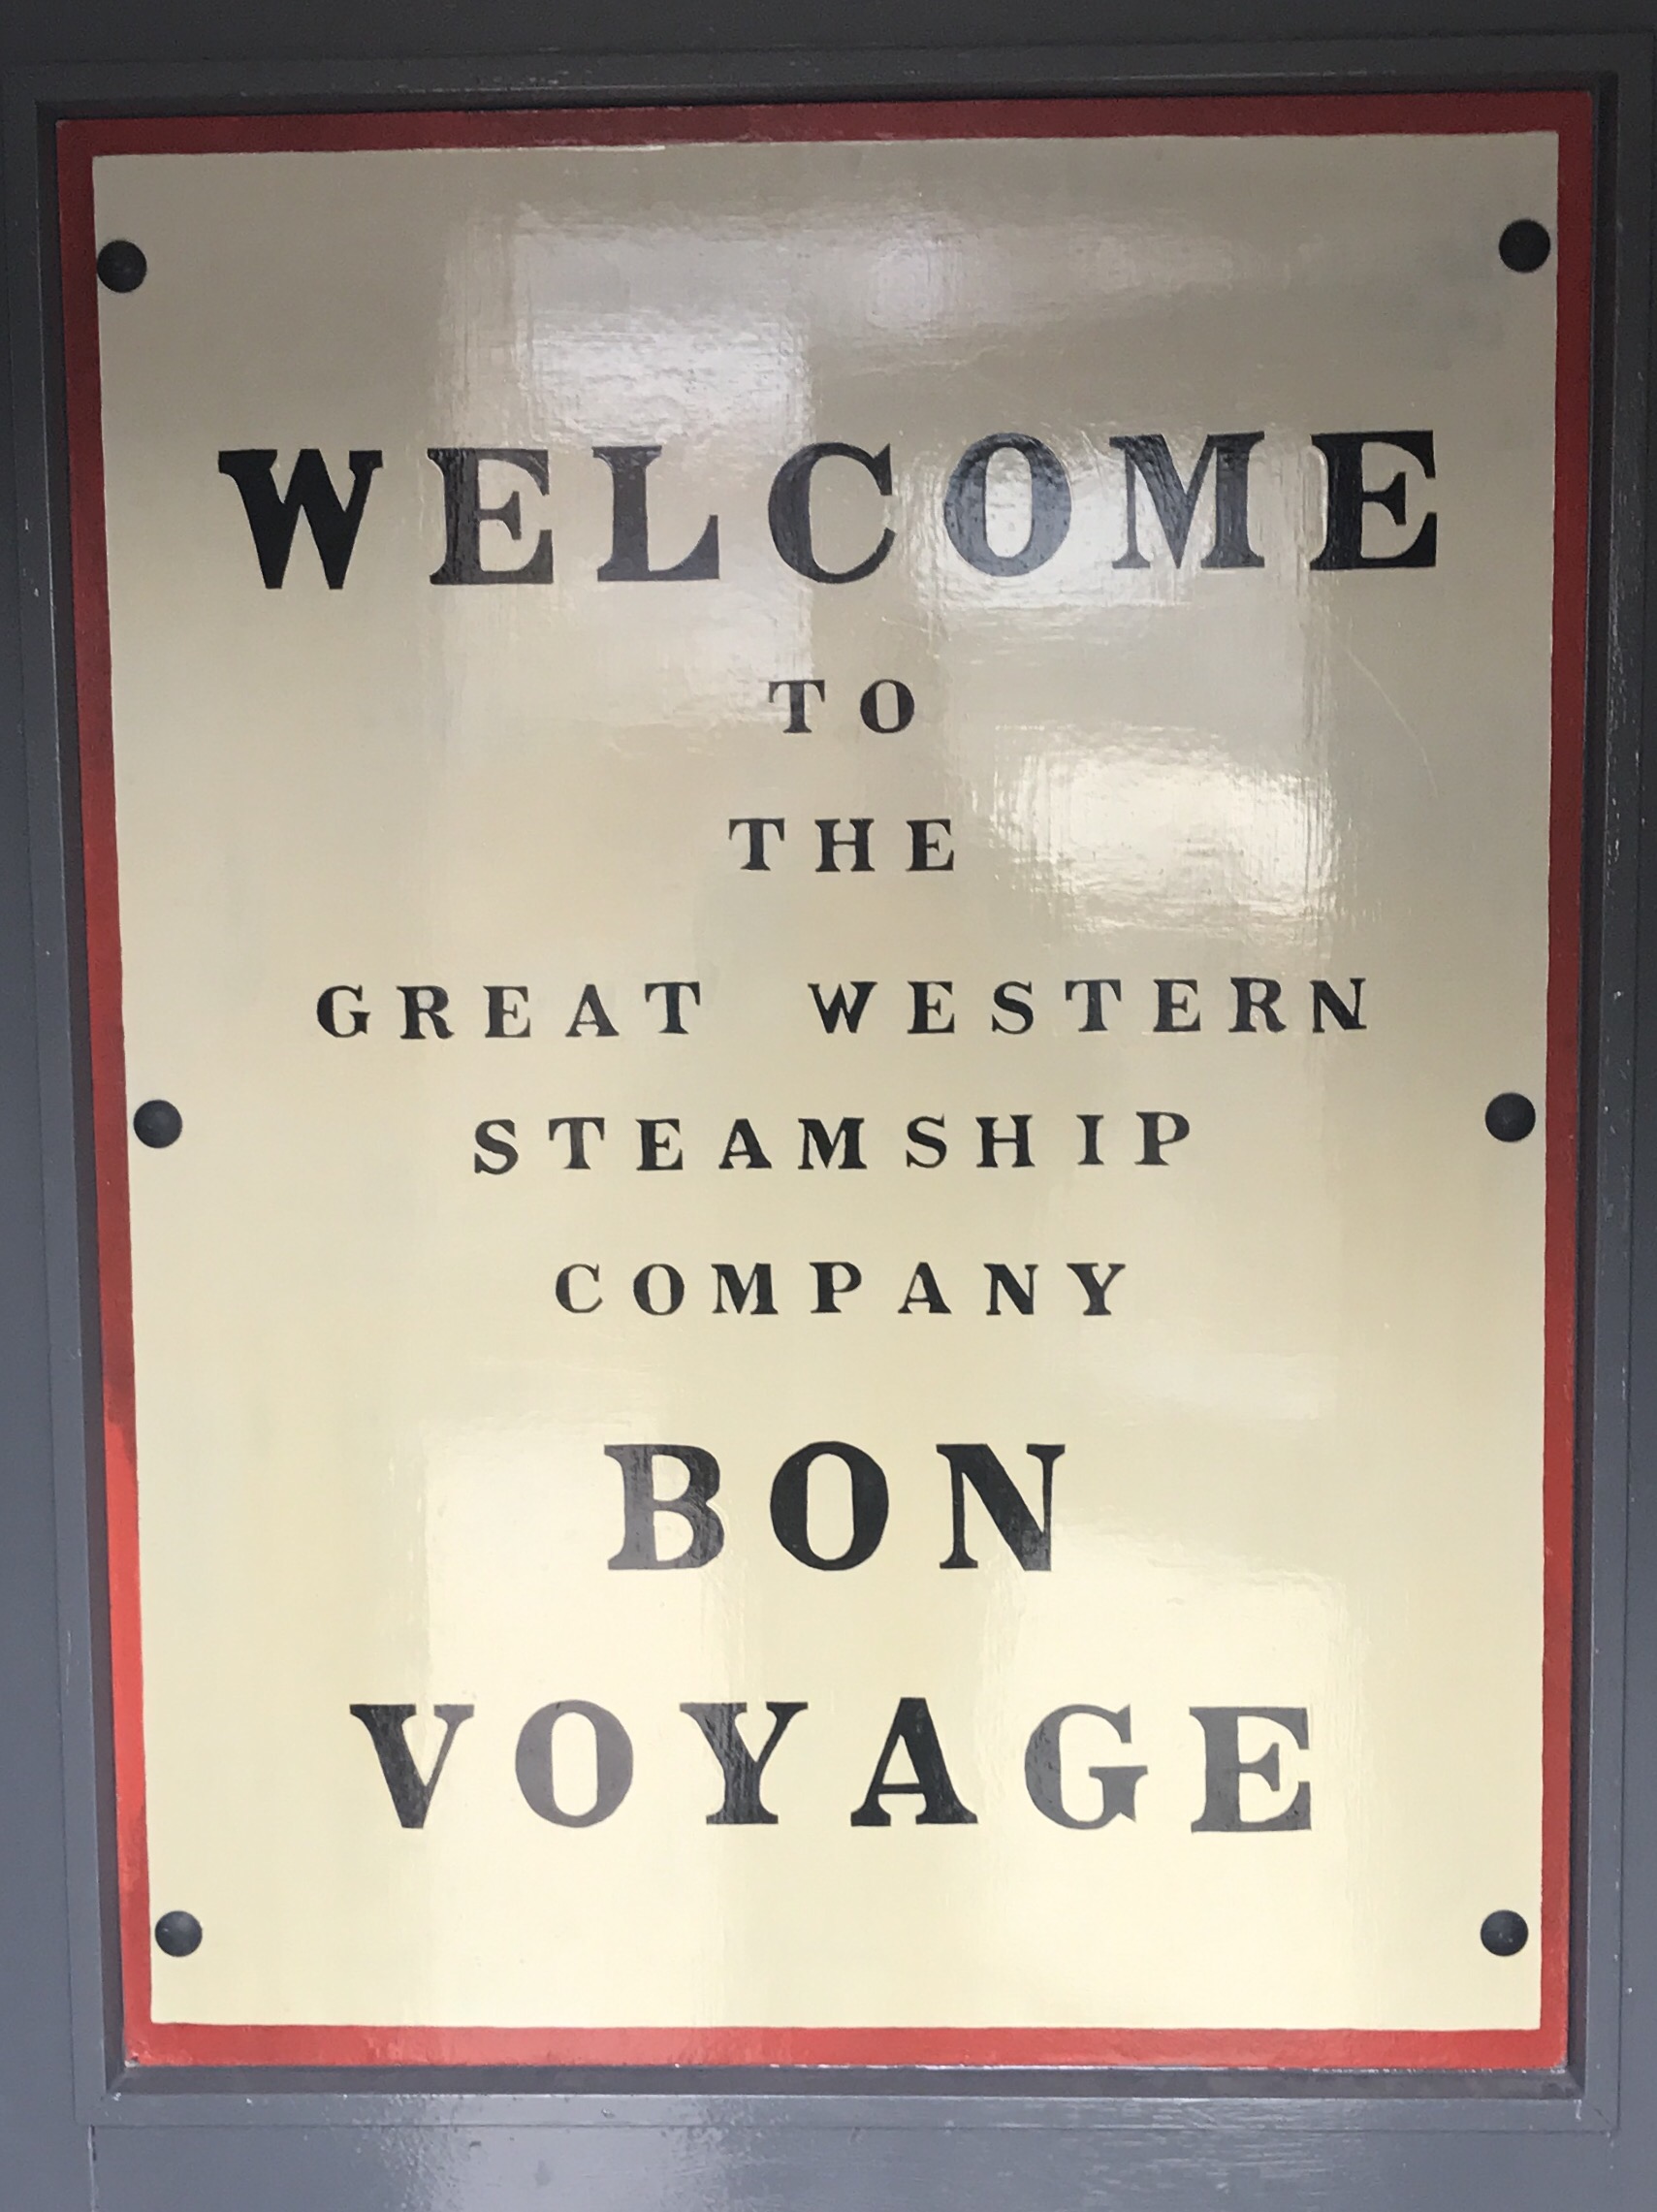 WELCOME
TO
THE
GREAT WESTERN
STEAMSHIP
COMPANY
BON
VOYAGE